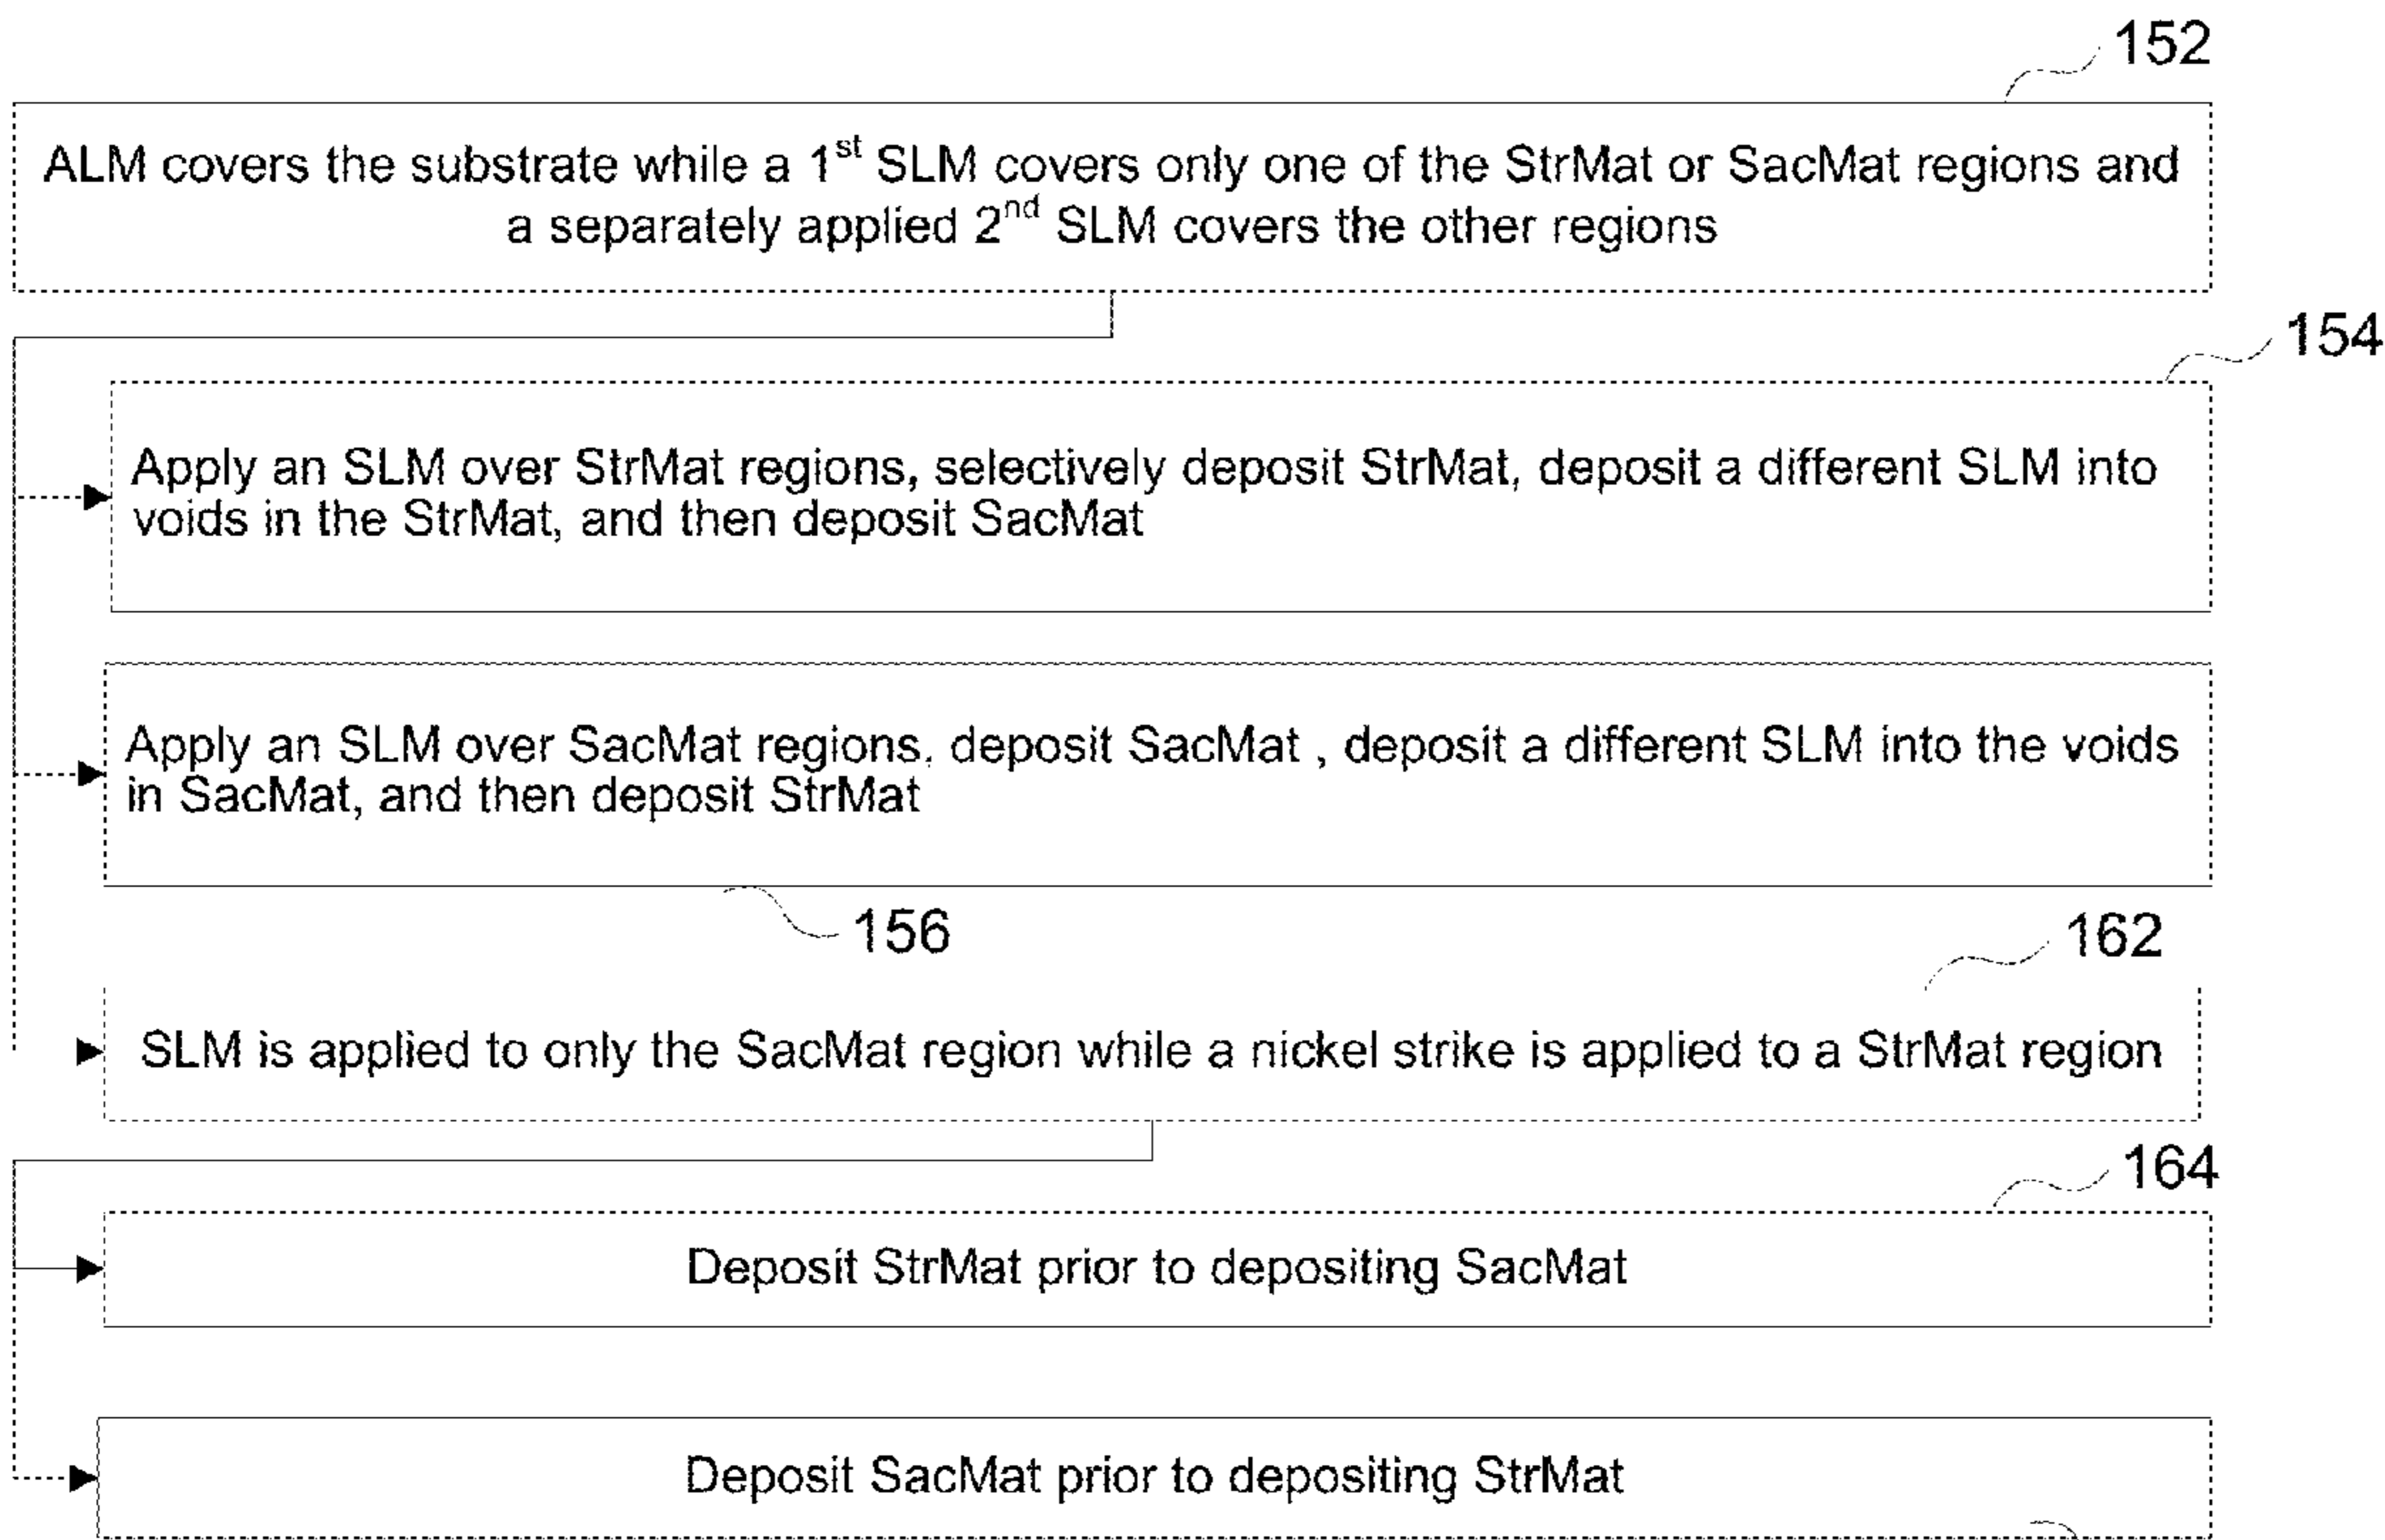 152
ALM covers the substrate while a 1st SLM covers only one of the StrMat or SacMat regions and
a separately applied 2nd SLM covers the other regions
154
Apply an SLM over StrMat regions, selectively deposit StrMat, deposit a different SLM into
voids in the StrMat, and then deposit SacMat
Apply an SLM over SacMat regions, deposit SacMat , deposit a different SLM into the voids
in SacMat, and then deposit StrMat
156
162
SLM is applied to only the SacMat region while a nickel strike is applied to a StrMat region
164
Deposit StrMat prior to depositing SacMat
Deposit SacMat prior to depositing StrMat